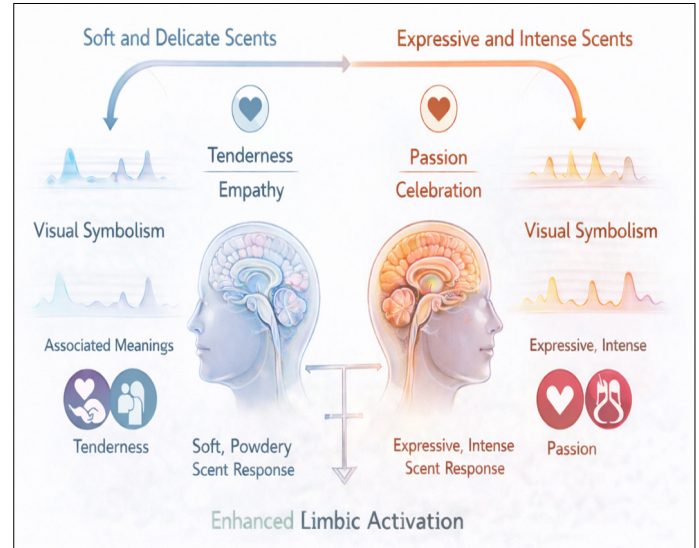 Soft and Delicate Scents
Expressive and Intense Scents
Tenderness
Empathy
Passion
Celebration
Visual Symbolism
Visual Symbolism
Associated Meanings
Expressive, Intense
Tenderness
Soft, Powdery
Scent Response
Expressive, Intense
Scent Response
Passion
Enhanced Limbic Activation